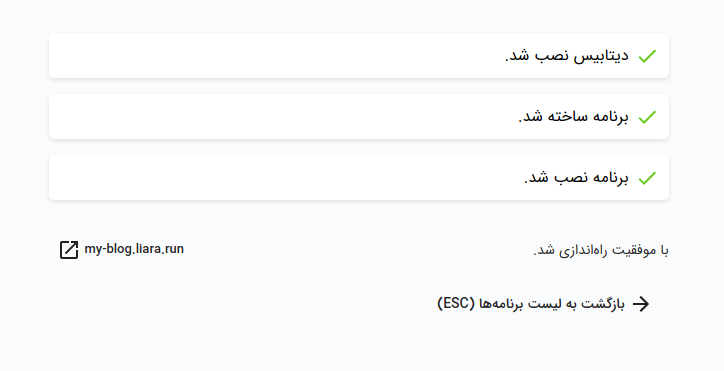 دیتابیس نصب شد.
برنامه ساخته شد.
برنامه نصب شد.
با موفقیت راه‌اندازی شد.
my-blog.liara.run
بازگشت به لیست برنامه‌ها (ESC)